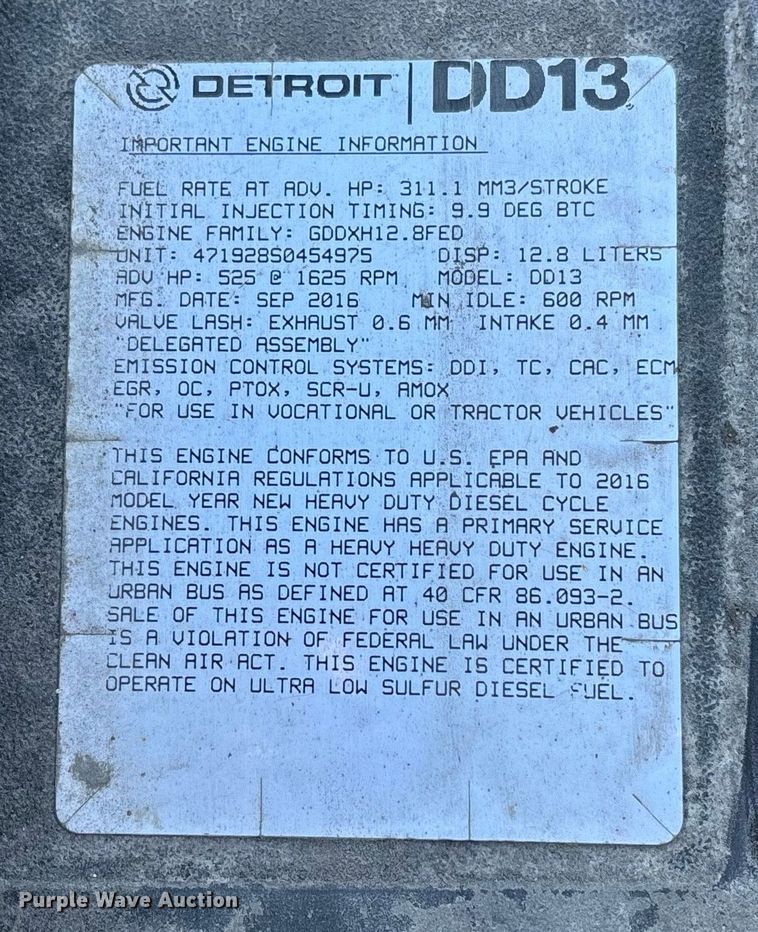 DETROIT | DD13
IMPORTANT ENGINE INFORMATION
FUEL RATE AT ADV. HP: 311.1 MM3/STROKE
INITIAL INJECTION TIMING: 9.9 DEG BTC
ENGINE FAMILY: GDDXH12.8FED
UNIT: 471928S0454975 DISP: 12.8 LITERS
ADV HP: 525 @ 1625 RPM MODEL: DD13
MFG. DATE: SEP 2016 MIN IDLE: 600 RPM
VALVE LASH: EXHAUST 0.6 MM INTAKE 0.4 MM
"DELEGATED ASSEMBLY"
EMISSION CONTROL SYSTEMS: DDI, TC, CAC, ECM
EGR, OC, PTOX, SCR-U, AMOX
"FOR USE IN VOCATIONAL OR TRACTOR VEHICLES"
THIS ENGINE CONFORMS TO U.S. EPA AND
CALIFORNIA REGULATIONS APPLICABLE TO 2016
MODEL YEAR NEW HEAVY DUTY DIESEL CYCLE
ENGINES. THIS ENGINE HAS A PRIMARY SERVICE
APPLICATION AS A HEAVY HEAVY DUTY ENGINE.
THIS ENGINE IS NOT CERTIFIED FOR USE IN AN
URBAN BUS AS DEFINED AT 40 CFR 86.093-2.
SALE OF THIS ENGINE FOR USE IN AN URBAN BUS
IS A VIOLATION OF FEDERAL LAW UNDER THE
CLEAN AIR ACT. THIS ENGINE IS CERTIFIED TO
OPERATE ON ULTRA LOW SULFUR DIESEL FUEL.
Purple Wave Auction